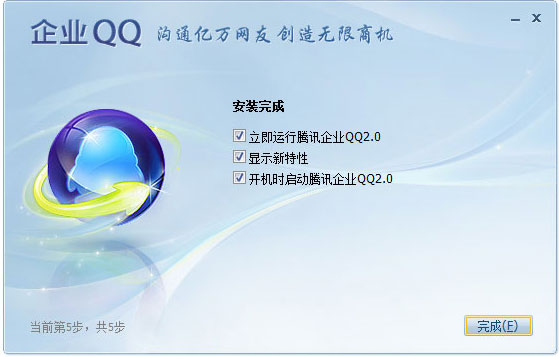 企业QQ 沟通亿万网友 创造无限商机
安装完成
立即运行腾讯企业QQ2.0
显示新特性
开机时启动腾讯企业QQ2.0
当前第5步，共5步
完成(F)